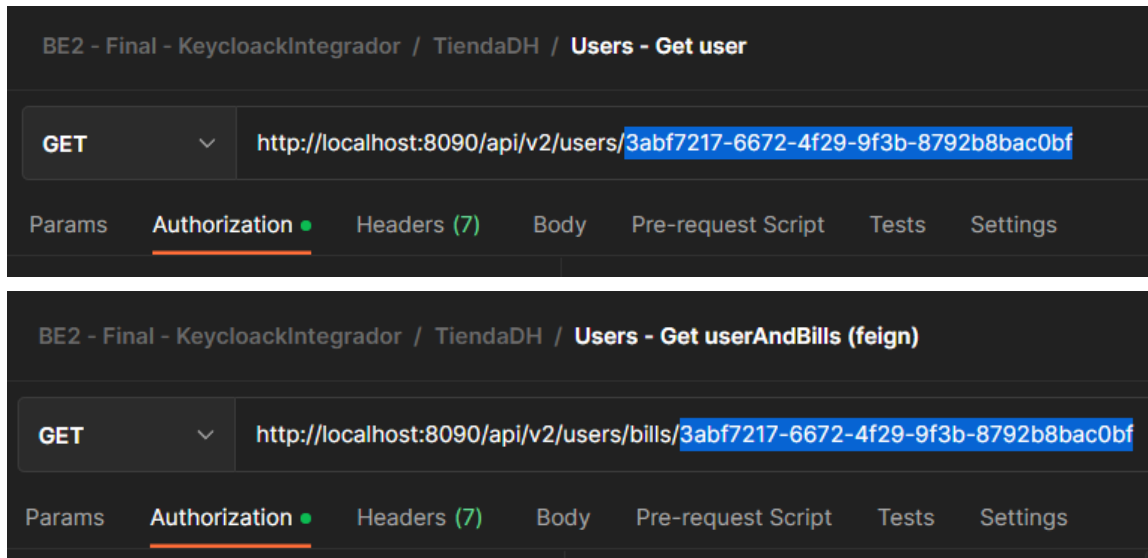 BE2 - Final - KeycloackIntegrador / TiendaDH / Users - Get user
GET http://localhost:8090/api/v2/users/3abf7217-6672-4f29-9f3b-8792b8bac0bf
Params Authorization Headers (7) Body Pre-request Script Tests Settings
BE2 - Final - KeycloackIntegrador / TiendaDH / Users - Get userAndBills (feign)
GET http://localhost:8090/api/v2/users/bills/3abf7217-6672-4f29-9f3b-8792b8bac0bf
Params Authorization Headers (7) Body Pre-request Script Tests Settings